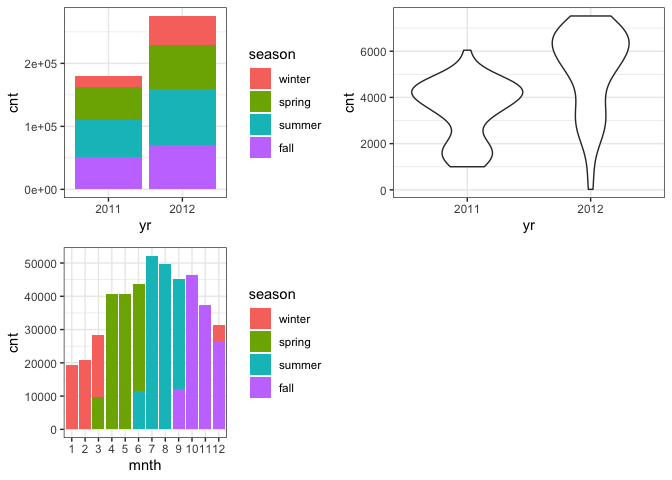 cnt
2e+05
1e+05
0e+00
2011 2012
yr
season
winter
spring
summer
fall
cnt
6000
4000
2000
0
2011 2012
yr
cnt
50000
40000
30000
20000
10000
0
1 2 3 4 5 6 7 8 9 10 11 12
mnth
season
winter
spring
summer
fall